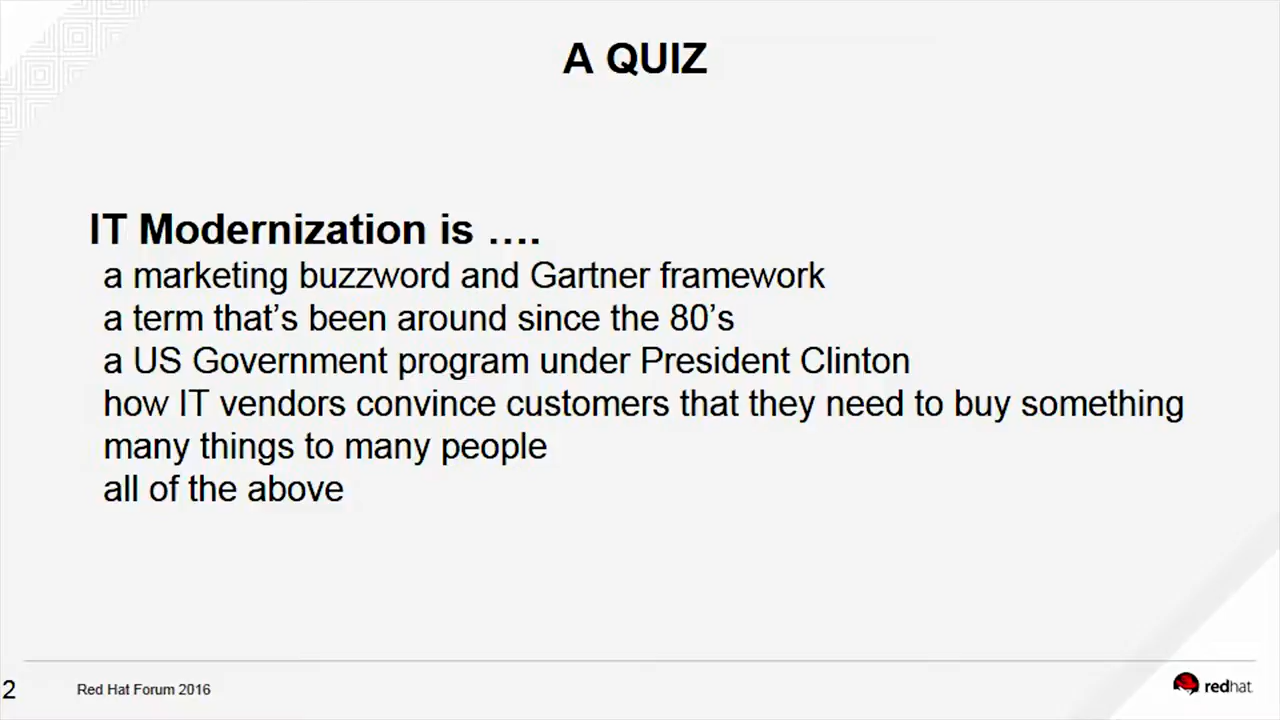 A QUIZ
IT Modernization is ….
a marketing buzzword and Gartner framework
a term that’s been around since the 80’s
a US Government program under President Clinton
how IT vendors convince customers that they need to buy something
many things to many people
all of the above
2
Red Hat Forum 2016
redhat.